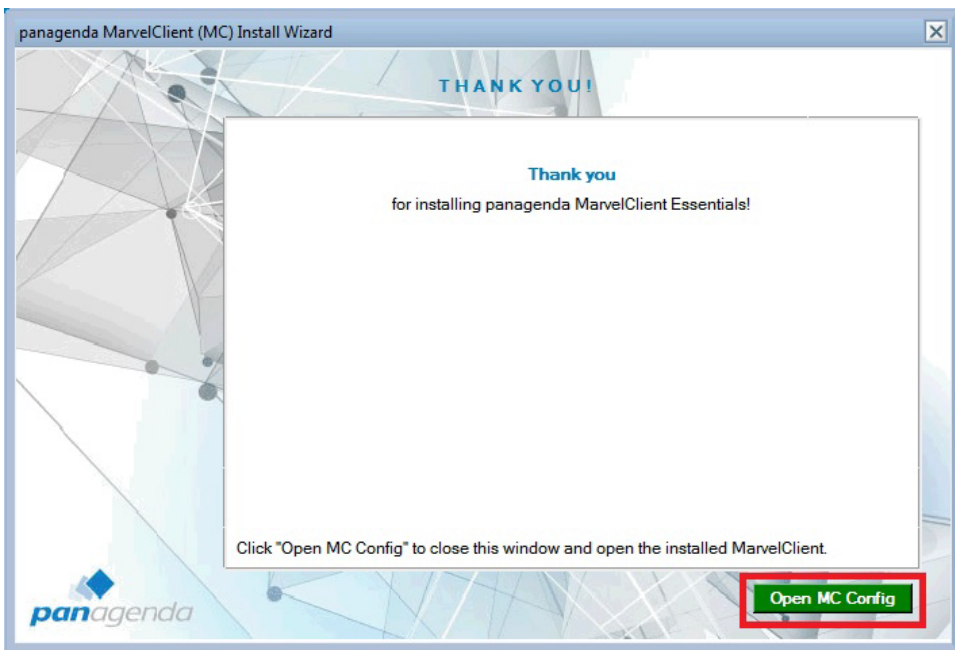 panagenda MarvelClient (MC) Install Wizard
THANK YOU!
Thank you
for installing panagenda MarvelClient Essentials!
Click "Open MC Config" to close this window and open the installed MarvelClient.
panagenda
Open MC Config